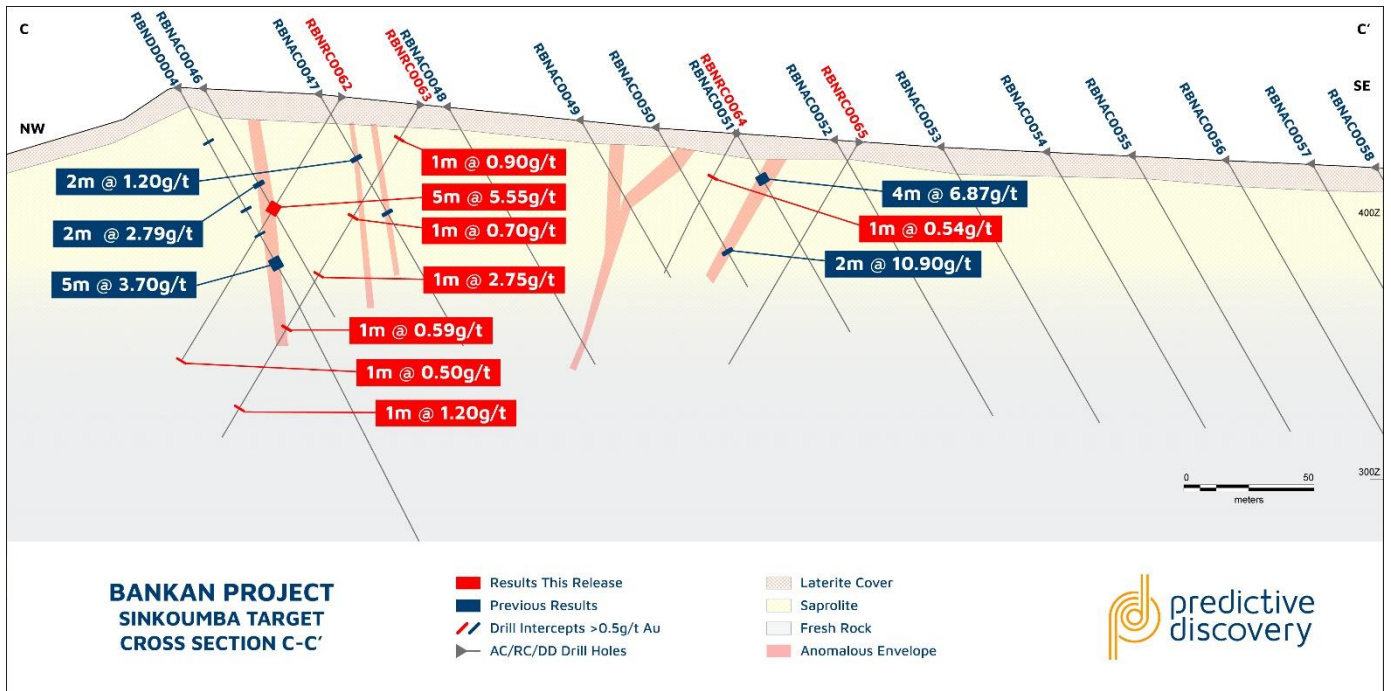 C
C′
NW
SE
RBNDD0004
RBNAC0046
RBNAC0047
RBNRC0062
RBNRC0063
RBNAC0048
RBNAC0049
RBNAC0050
RBNAC0051
RBNRC0064
RBNAC0052
RBNRC0065
RBNAC0053
RBNAC0054
RBNAC0055
RBNAC0056
RBNAC0057
RBNAC0058
2m @ 1.20g/t
2m @ 2.79g/t
5m @ 3.70g/t
1m @ 0.90g/t
5m @ 5.55g/t
1m @ 0.70g/t
1m @ 2.75g/t
1m @ 0.59g/t
1m @ 0.50g/t
1m @ 1.20g/t
4m @ 6.87g/t
1m @ 0.54g/t
2m @ 10.90g/t
400Z
300Z
0 50
meters
BANKAN PROJECT
SINKOUMBA TARGET
CROSS SECTION C-C′
Results This Release
Previous Results
Drill Intercepts >0.5g/t Au
AC/RC/DD Drill Holes
Laterite Cover
Saprolite
Fresh Rock
Anomalous Envelope
predictive
discovery